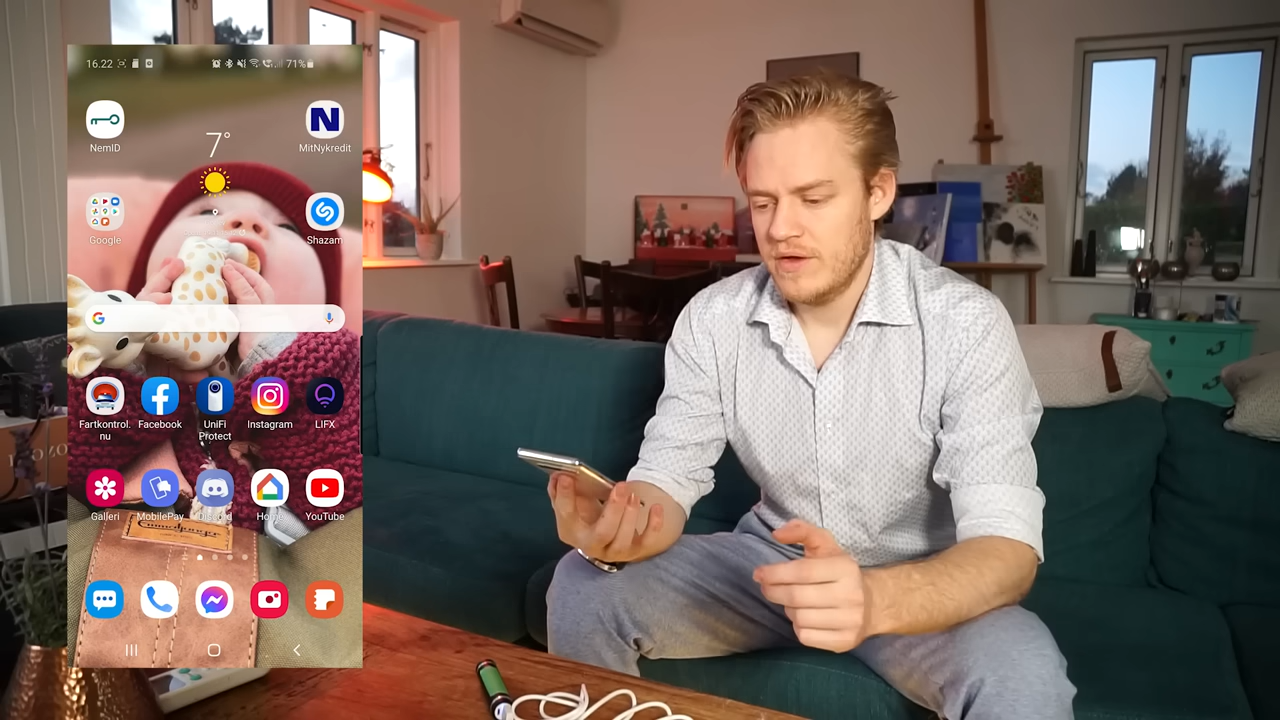 16.22
71%
NemID
N
MitNykredit
7°
Google
Shazam
G
Fartkontrol.
nu
Facebook
UniFi
Protect
Instagram
LIFX
Galleri
MobilePay
Discord
Home
YouTube